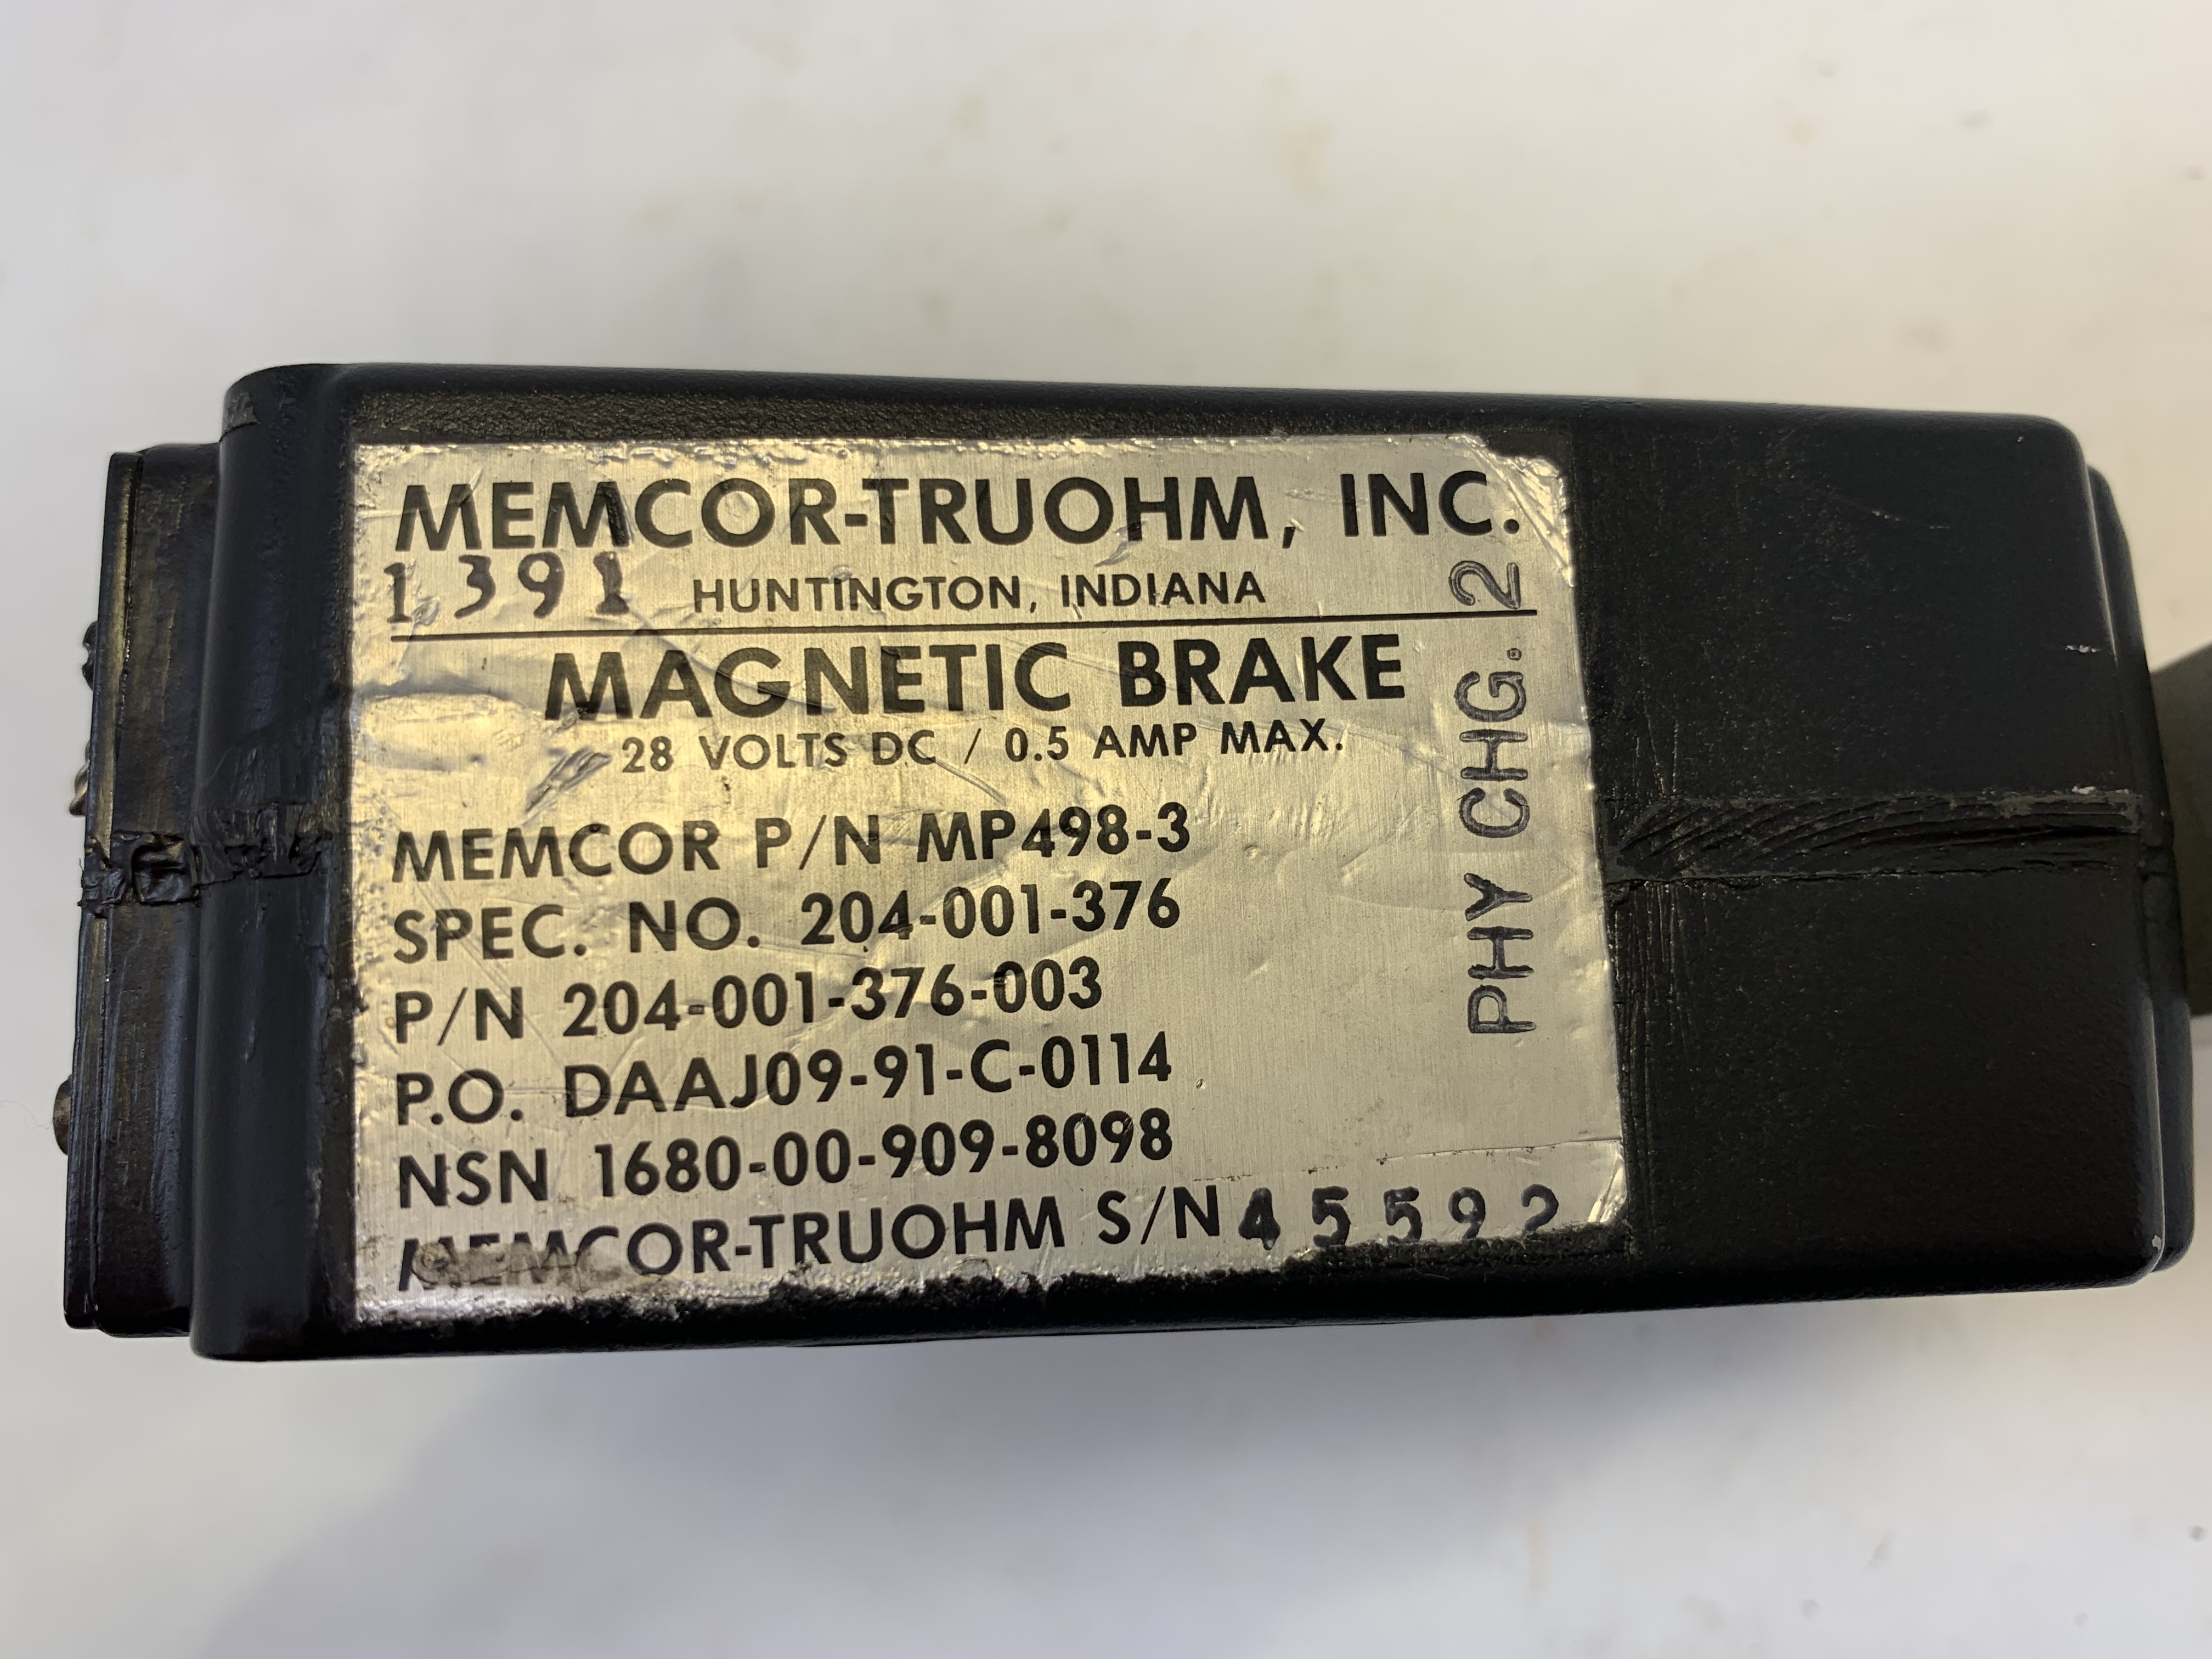 MEMCOR-TRUOHM, INC.
1391 HUNTINGTON, INDIANA
MAGNETIC BRAKE
28 VOLTS DC / 0.5 AMP MAX.
MEMCOR P/N MP498-3
SPEC. NO. 204-001-376
P/N 204-001-376-003
P.O. DAAJ09-91-C-0114
NSN 1680-00-909-8098
MEMCOR-TRUOHM S/N 45592
PHY CHG. 2